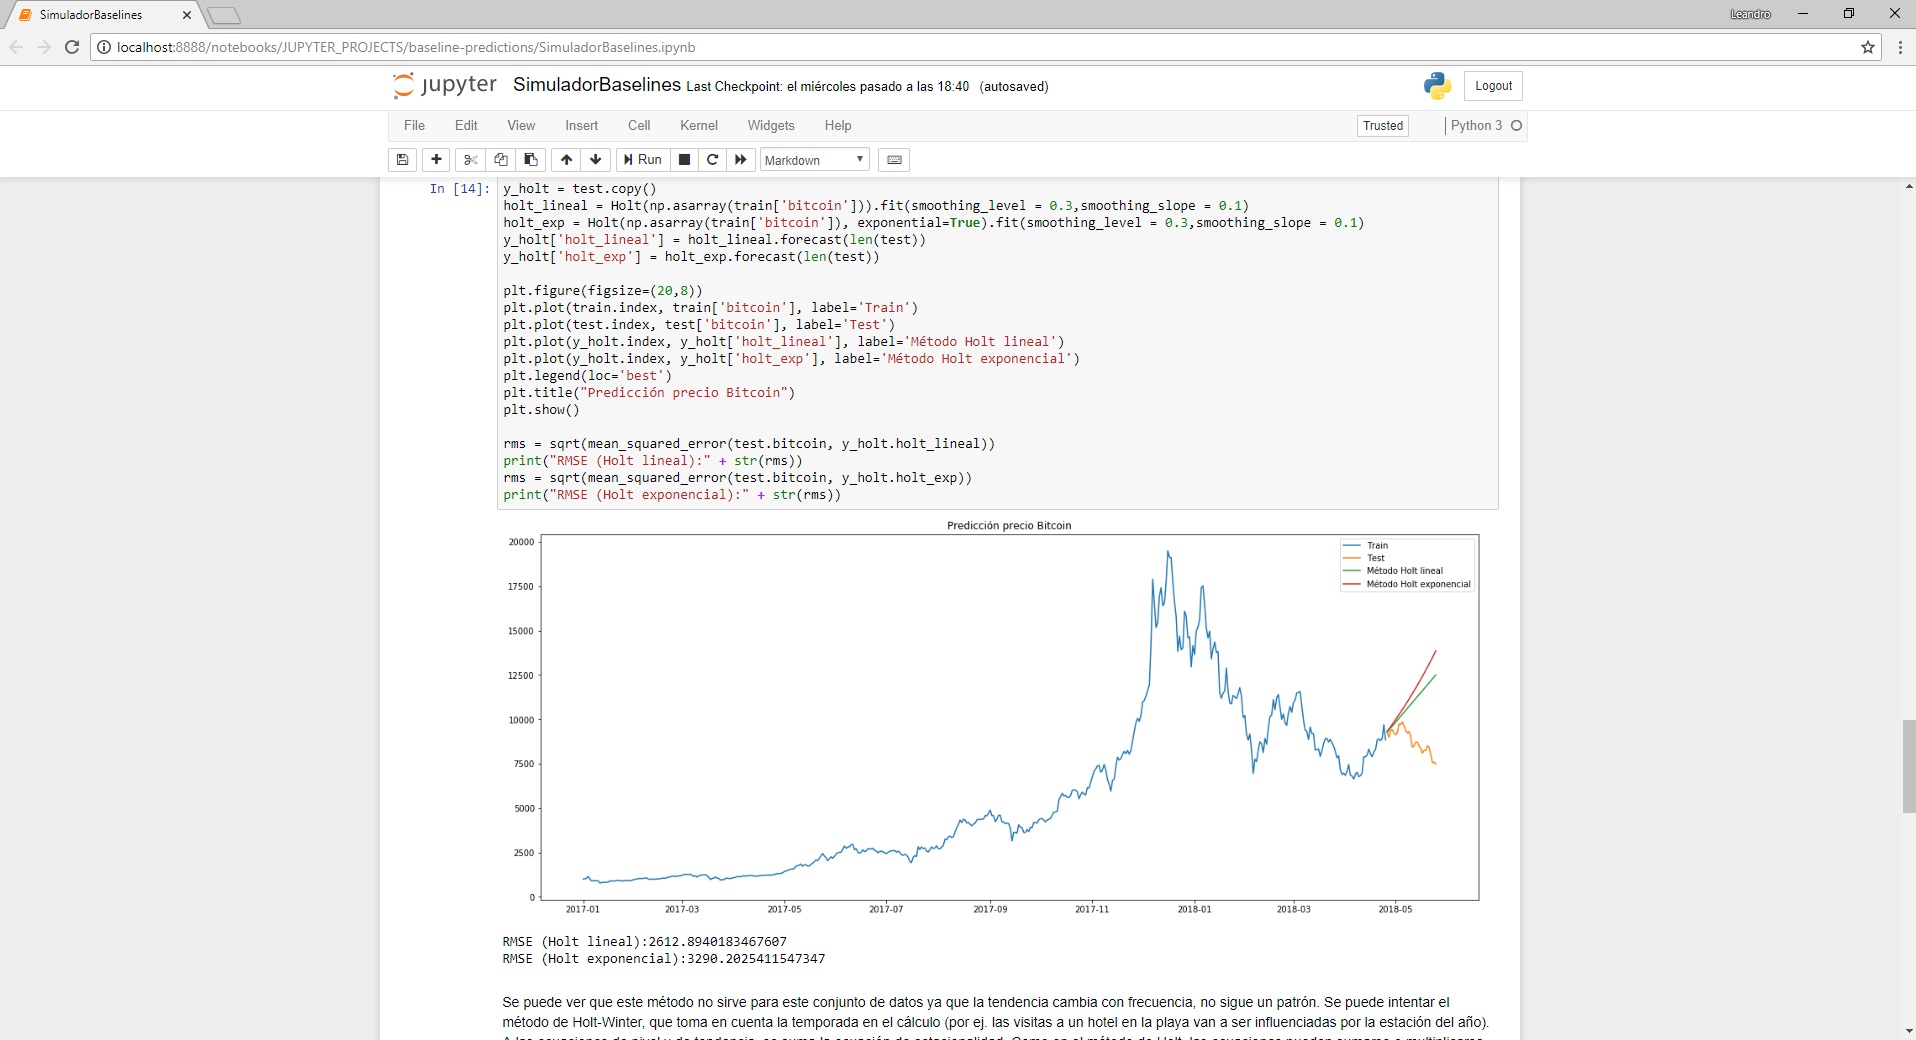 SimuladorBaselines
Leandro
localhost:8888/notebooks/JUPYTER_PROJECTS/baseline-predictions/SimuladorBaselines.ipynb
jupyter SimuladorBaselines Last Checkpoint: el miércoles pasado a las 18:40 (autosaved)
Logout
File Edit View Insert Cell Kernel Widgets Help
Trusted Python 3
Run Markdown
In [14]: y_holt = test.copy()
holt_lineal = Holt(np.asarray(train['bitcoin'])).fit(smoothing_level = 0.3,smoothing_slope = 0.1)
holt_exp = Holt(np.asarray(train['bitcoin']), exponential=True).fit(smoothing_level = 0.3,smoothing_slope = 0.1)
y_holt['holt_lineal'] = holt_lineal.forecast(len(test))
y_holt['holt_exp'] = holt_exp.forecast(len(test))
plt.figure(figsize=(20,8))
plt.plot(train.index, train['bitcoin'], label='Train')
plt.plot(test.index, test['bitcoin'], label='Test')
plt.plot(y_holt.index, y_holt['holt_lineal'], label='Método Holt lineal')
plt.plot(y_holt.index, y_holt['holt_exp'], label='Método Holt exponencial')
plt.legend(loc='best')
plt.title("Predicción precio Bitcoin")
plt.show()
rms = sqrt(mean_squared_error(test.bitcoin, y_holt.holt_lineal))
print("RMSE (Holt lineal):" + str(rms))
rms = sqrt(mean_squared_error(test.bitcoin, y_holt.holt_exp))
print("RMSE (Holt exponencial):" + str(rms))
Predicción precio Bitcoin
20000
17500
15000
12500
10000
7500
5000
2500
0
Train
Test
Método Holt lineal
Método Holt exponencial
2017-01 2017-03 2017-05 2017-07 2017-09 2017-11 2018-01 2018-03 2018-05
RMSE (Holt lineal):2612.8940183467607
RMSE (Holt exponencial):3290.2025411547347
Se puede ver que este método no sirve para este conjunto de datos ya que la tendencia cambia con frecuencia, no sigue un patrón. Se puede intentar el
método de Holt-Winter, que toma en cuenta la temporada en el cálculo (por ej. las visitas a un hotel en la playa van a ser influenciadas por la estación del año).